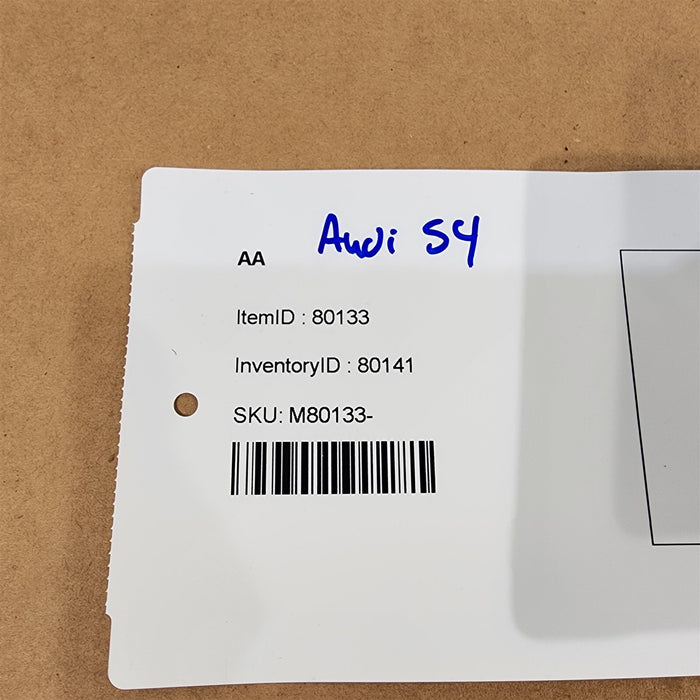 Audi S4
AA
ItemID : 80133
InventoryID : 80141
SKU: M80133-